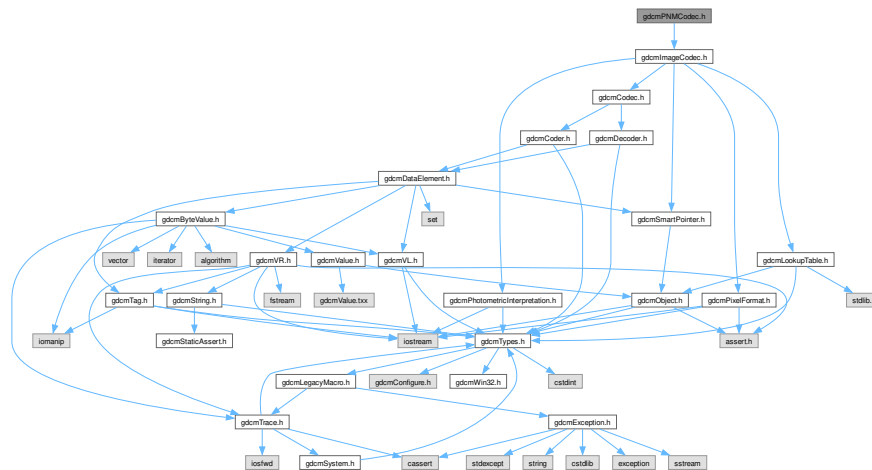 gdcmPNMCodec.h
gdcmImageCodec.h
gdcmCodec.h
gdcmCoder.h
gdcmDecoder.h
gdcmDataElement.h
gdcmByteValue.h
set
gdcmSmartPointer.h
vector
iterator
algorithm
gdcmVR.h
gdcmValue.h
gdcmVL.h
gdcmLookupTable.h
gdcmTag.h
gdcmString.h
fstream
gdcmValue.txx
gdcmPhotometricInterpretation.h
gdcmObject.h
gdcmPixelFormat.h
stdlib.
iomanip
gdcmStaticAssert.h
iostream
gdcmTypes.h
assert.h
gdcmLegacyMacro.h
gdcmConfigure.h
gdcmWin32.h
cstdint
gdcmTrace.h
gdcmException.h
iosfwd
gdcmSystem.h
cassert
stdexcept
string
cstdlib
exception
sstream